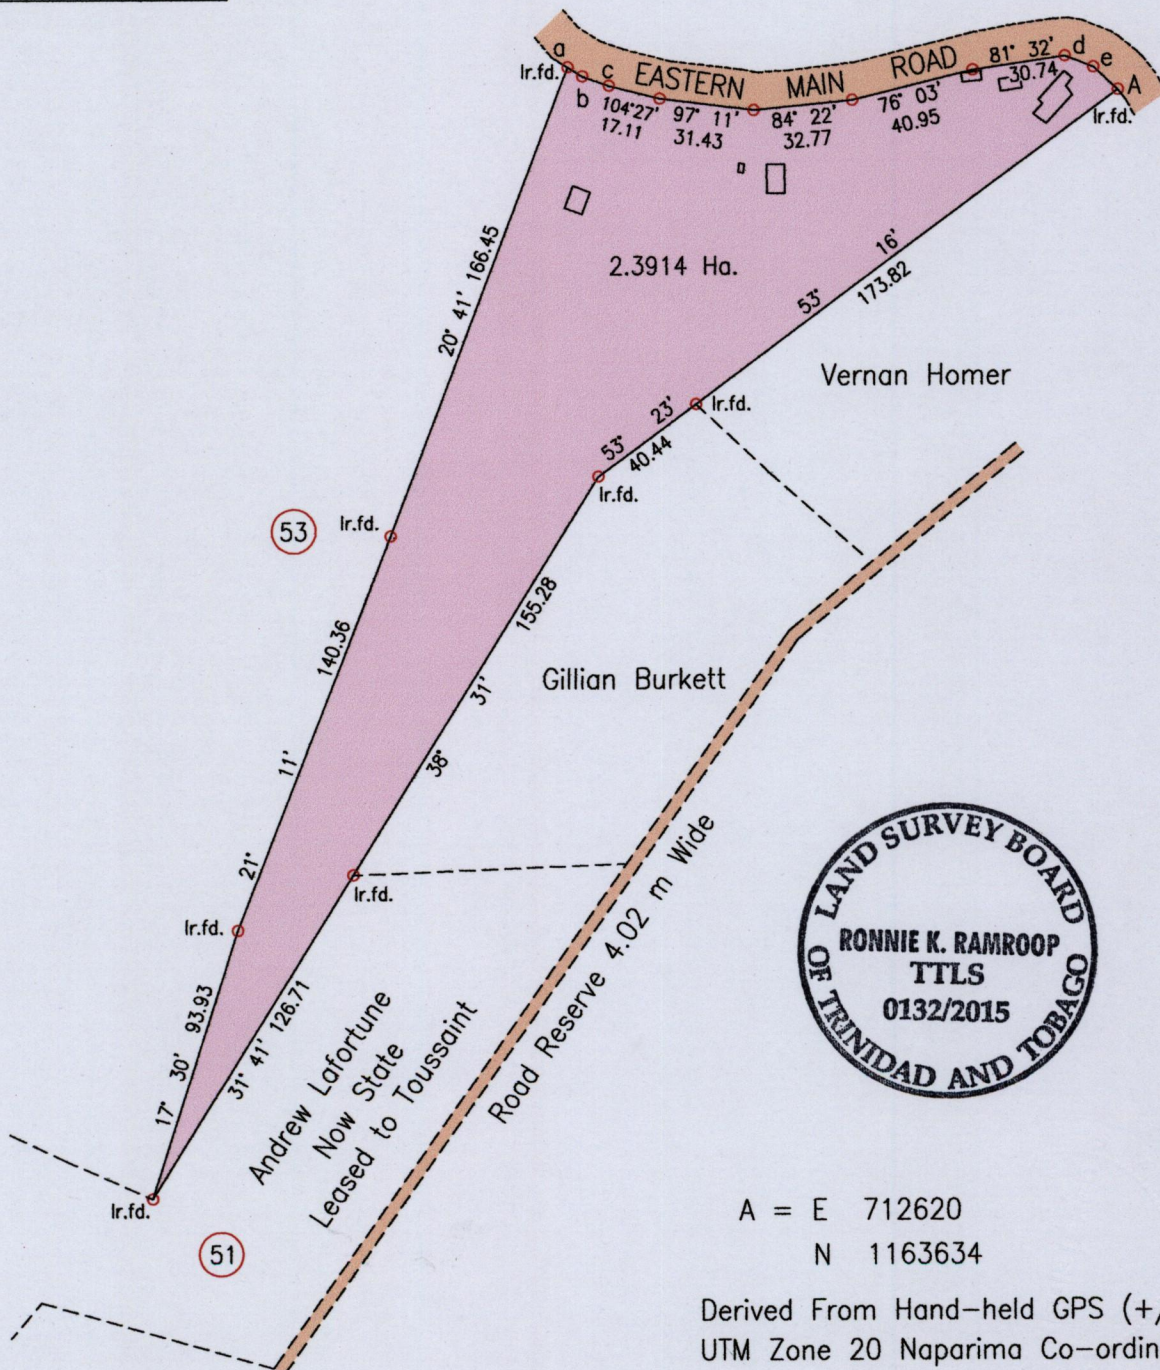 a
Ir.fd.
b
c
EASTERN MAIN ROAD
d
e
A
Ir.fd.
104°27'
17.11
97° 11'
31.43
84° 22'
32.77
76° 03'
40.95
81° 32'
30.74
20° 41' 166.45
2.3914 Ha.
53° 16'
173.82
Vernan Homer
Ir.fd.
53° 23'
40.44
Ir.fd.
53
Ir.fd.
21° 11' 140.36
38° 31' 155.28
Gillian Burkett
Ir.fd.
Ir.fd.
17° 30' 93.93
31° 41' 126.71
Andrew Lafortune
Now State
Leased to Toussaint
Road Reserve 4.02 m Wide
LAND SURVEY BOARD
OF TRINIDAD AND TOBAGO
RONNIE K. RAMROOP
TTLS
0132/2015
Ir.fd.
51
A = E 712620
N 1163634
Derived From Hand-held GPS (+/
UTM Zone 20 Naparima Co-ordin